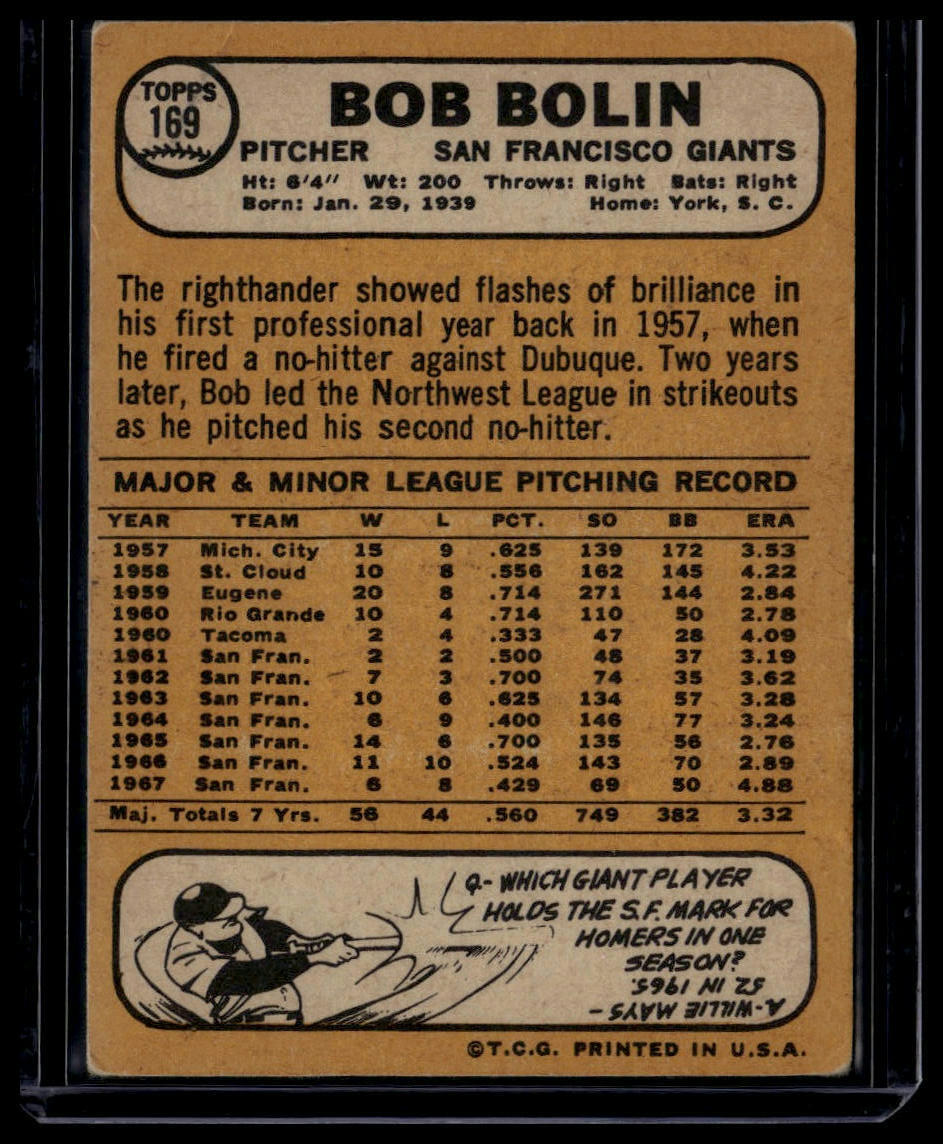 TOPPS
169
BOB BOLIN
PITCHER SAN FRANCISCO GIANTS
Ht: 6'4" Wt: 200 Throws: Right Bats: Right
Born: Jan. 29, 1939 Home: York, S. C.
The righthander showed flashes of brilliance in
his first professional year back in 1957, when
he fired a no-hitter against Dubuque. Two years
later, Bob led the Northwest League in strikeouts
as he pitched his second no-hitter.
MAJOR & MINOR LEAGUE PITCHING RECORD
YEAR TEAM W L PCT. SO BB ERA
1957 Mich. City 15 9 .625 139 172 3.53
1958 St. Cloud 10 8 .556 162 145 4.22
1959 Eugene 20 8 .714 271 144 2.84
1960 Rio Grande 10 4 .714 110 50 2.78
1960 Tacoma 2 4 .333 47 28 4.09
1961 San Fran. 2 2 .500 48 37 3.19
1962 San Fran. 7 3 .700 74 35 3.62
1963 San Fran. 10 6 .625 134 57 3.28
1964 San Fran. 6 9 .400 146 77 3.24
1965 San Fran. 14 6 .700 135 56 2.76
1966 San Fran. 11 10 .524 143 70 2.89
1967 San Fran. 6 8 .429 69 50 4.88
Maj. Totals 7 Yrs. 56 44 .560 749 382 3.32
Q.- WHICH GIANT PLAYER
HOLDS THE S.F. MARK FOR
HOMERS IN ONE
SEASON?
A.- WILLIE MAYS -
52 IN 1965.
©T.C.G. PRINTED IN U.S.A.